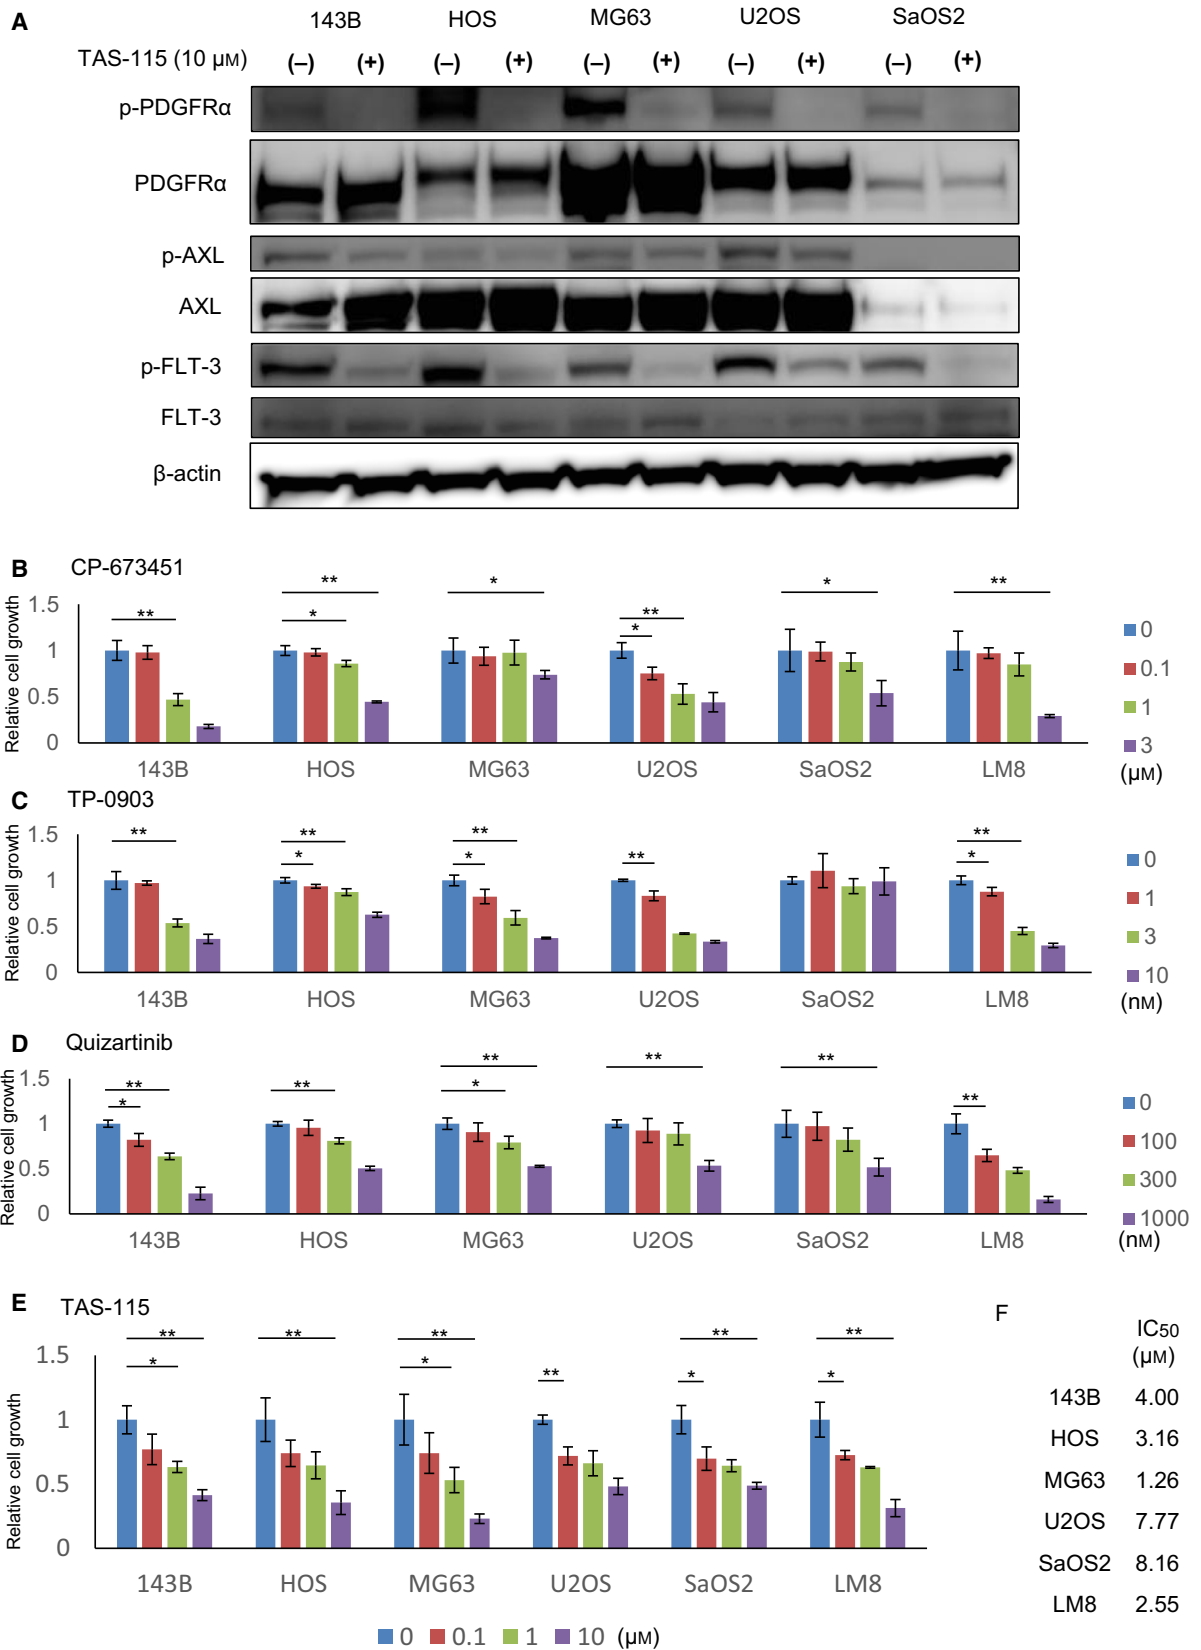 A
143B HOS MG63 U2OS SaOS2
TAS-115 (10 μM) (–) (+) (–) (+) (–) (+) (–) (+) (–) (+)
p-PDGFRα
PDGFRα
p-AXL
AXL
p-FLT-3
FLT-3
β-actin
B CP-673451
Relative cell growth
1.5
1
0.5
0
** ** * * ** * * ** **
143B HOS MG63 U2OS SaOS2 LM8
0
0.1
1
3
(μM)
C TP-0903
Relative cell growth
1.5
1
0.5
0
** ** * ** * ** ** *
143B HOS MG63 U2OS SaOS2 LM8
0
1
3
10
(nM)
D Quizartinib
Relative cell growth
1.5
1
0.5
0
** * ** ** * ** ** **
143B HOS MG63 U2OS SaOS2 LM8
0
100
300
1000
(nM)
E TAS-115
Relative cell growth
1.5
1
0.5
0
** * ** ** * ** ** * ** *
143B HOS MG63 U2OS SaOS2 LM8
0 0.1 1 10 (μM)
F
IC50
(μM)
143B 4.00
HOS 3.16
MG63 1.26
U2OS 7.77
SaOS2 8.16
LM8 2.55